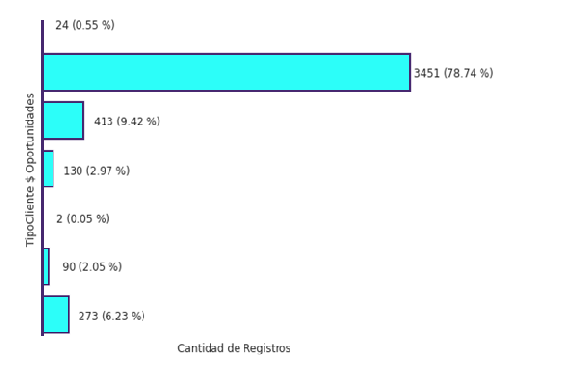 24 (0.55 %)
3451 (78.74 %)
413 (9.42 %)
130 (2.97 %)
2 (0.05 %)
90 (2.05 %)
273 (6.23 %)
TipoCliente $ Oportunidades
Cantidad de Registros